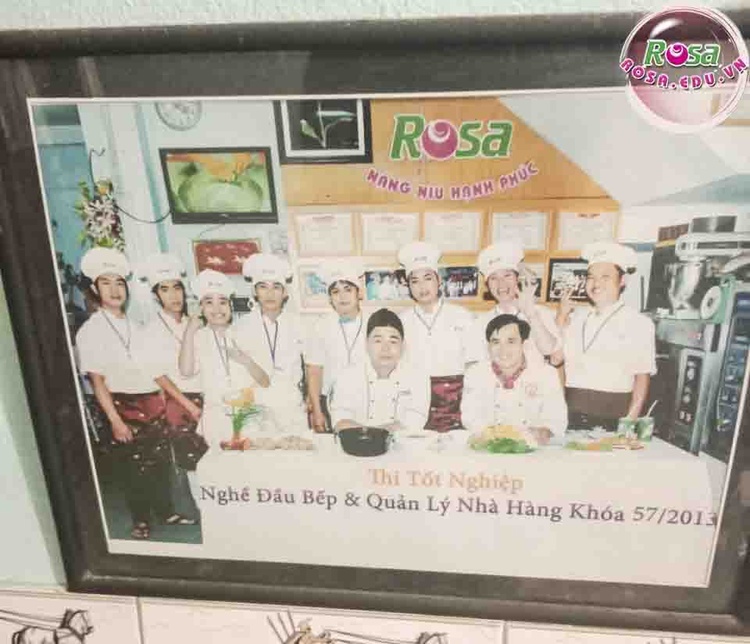 Rosa
ROSA.EDU.VN
Rosa
NÂNG NIU HẠNH PHÚC
Thi Tốt Nghiệp
Nghề Đầu Bếp & Quản Lý Nhà Hàng Khóa 57/2013